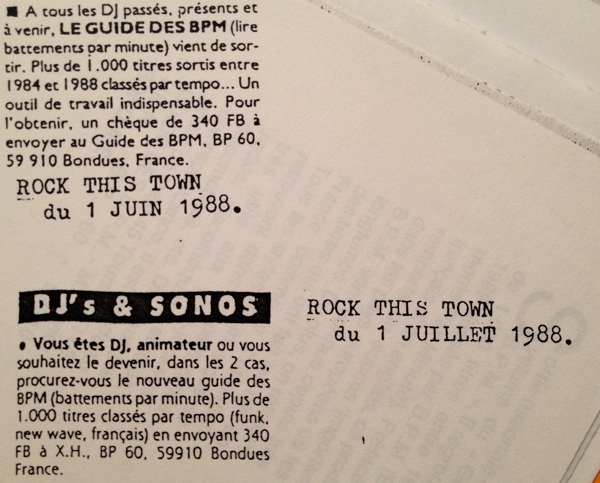 ■ A tous les DJ passés, présents et
à venir, LE GUIDE DES BPM (lire
battements par minute) vient de sor-
tir. Plus de 1.000 titres sortis entre
1984 et 1988 classés par tempo... Un
outil de travail indispensable. Pour
l'obtenir, un chèque de 340 FB à
envoyer au Guide des BPM, BP 60,
59 910 Bondues, France.
ROCK THIS TOWN
du 1 JUIN 1988.
DJ's & SONOS
• Vous êtes DJ, animateur ou vous
souhaitez le devenir, dans les 2 cas,
procurez-vous le nouveau guide des
BPM (battements par minute). Plus de
1.000 titres classés par tempo (funk,
new wave, français) en envoyant 340
FB à X.H., BP 60, 59910 Bondues
France.
ROCK THIS TOWN
du 1 JUILLET 1988.